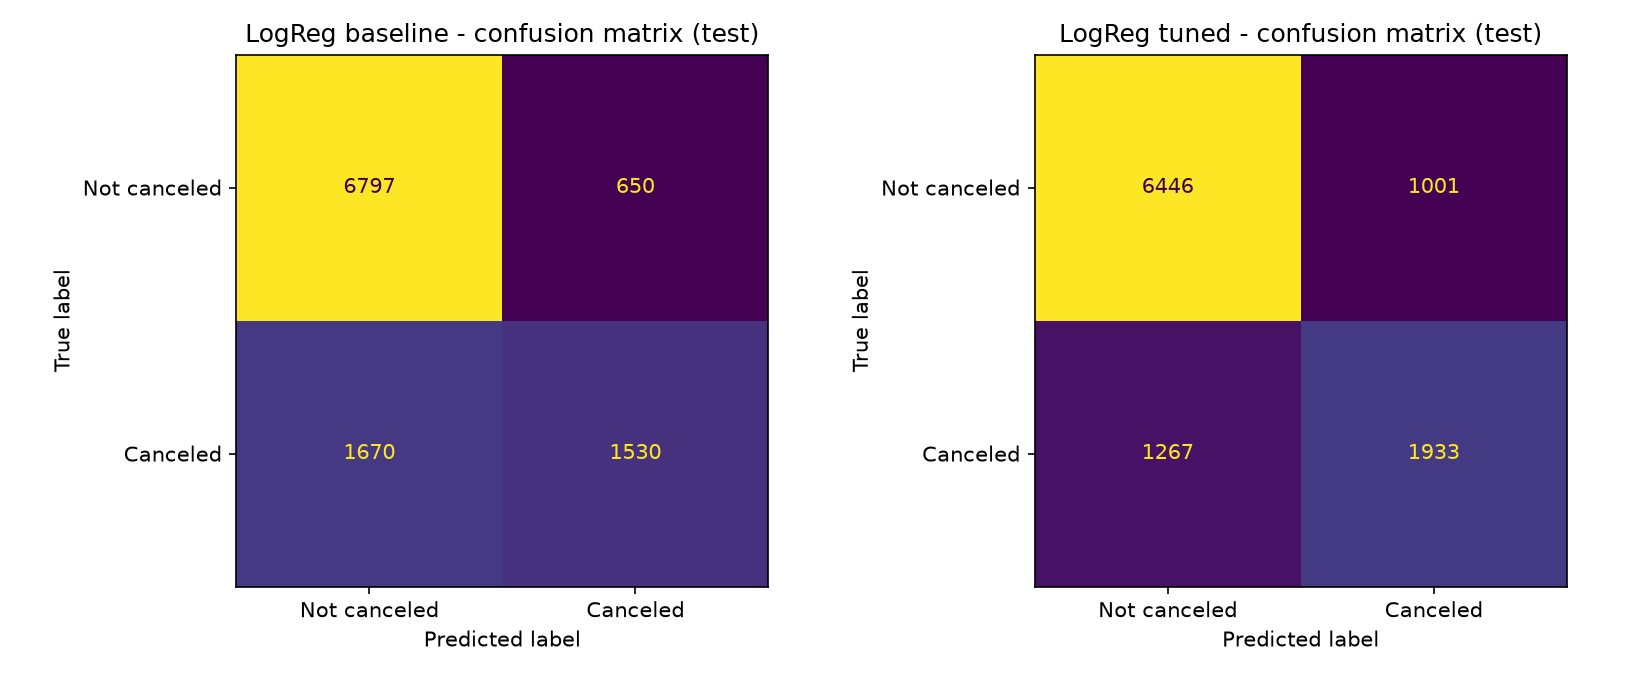 LogReg baseline - confusion matrix (test)
Not canceled
6797
650
Canceled
1670
1530
True label
Not canceled
Canceled
Predicted label
LogReg tuned - confusion matrix (test)
Not canceled
6446
1001
Canceled
1267
1933
True label
Not canceled
Canceled
Predicted label